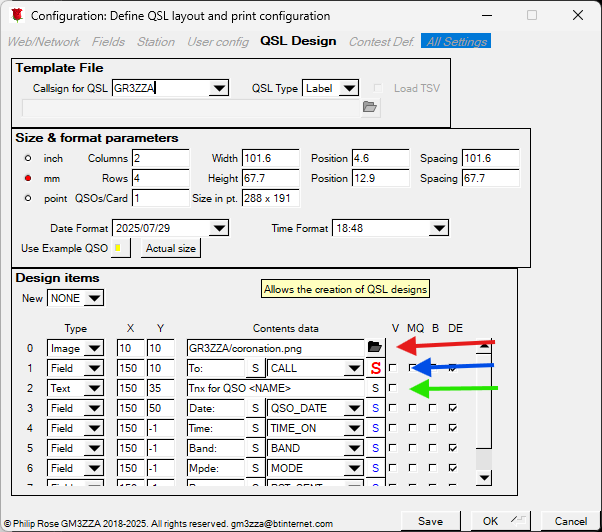 Configuration: Define QSL layout and print configuration
Web/Network Fields Station User config QSL Design Contest Def. All Settings
Template File
Callsign for QSL GR3ZZA QSL Type Label Load TSV
Size & format parameters
inch Columns 2 Width 101.6 Position 4.6 Spacing 101.6
mm Rows 4 Height 67.7 Position 12.9 Spacing 67.7
point QSOs/Card 1 Size in pt. 288 x 191
Date Format 2025/07/29 Time Format 18:48
Use Example QSO Actual size
Design items
New NONE
Allows the creation of QSL designs
Type X Y Contents data V MQ B DE
0 Image 10 10 GR3ZZA/coronation.png
1 Field 150 10 To: S CALL S
2 Text 150 35 Tnx for QSO <NAME> S
3 Field 150 50 Date: S QSO_DATE S
4 Field 150 -1 Time: S TIME_ON S
5 Field 150 -1 Band: S BAND S
6 Field 150 -1 Mpde: S MODE S
© Philip Rose GM3ZZA 2018-2025. All rights reserved. gm3zza@btinternet.com
Save OK Cancel